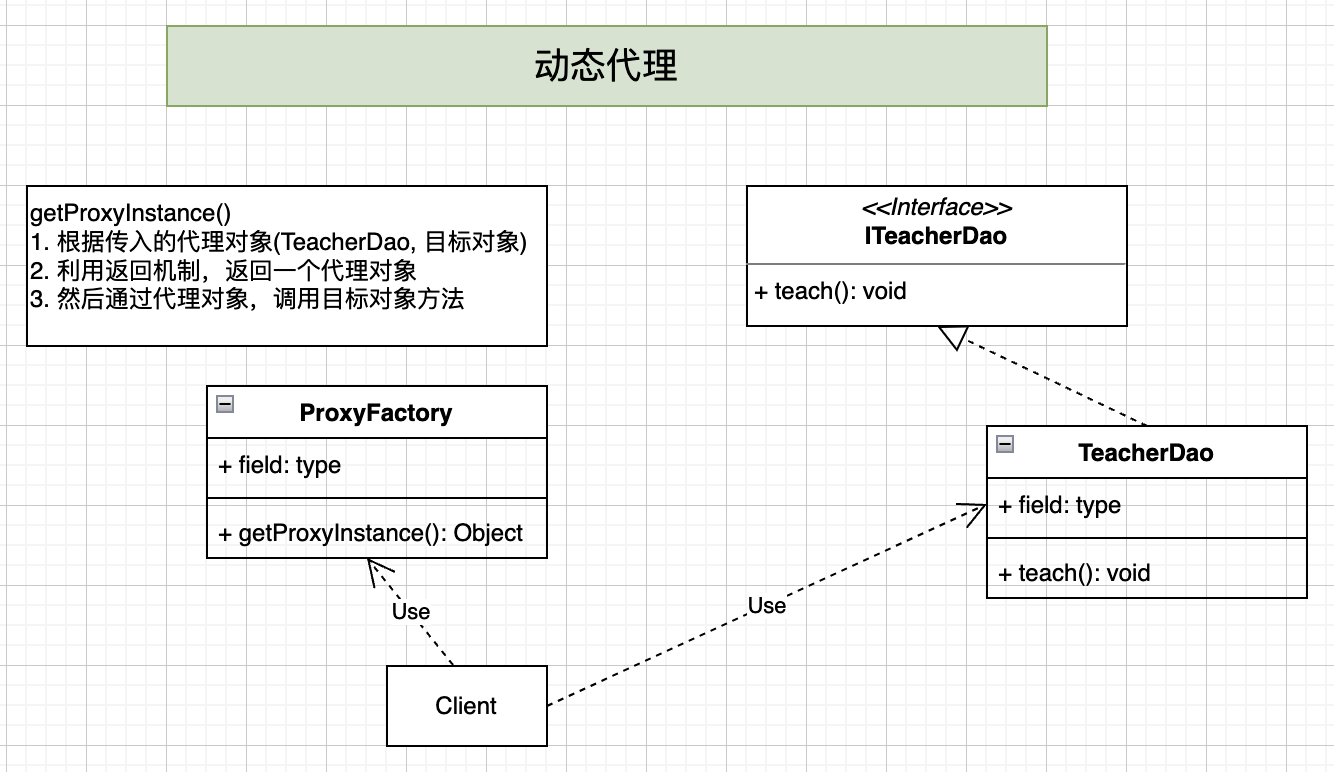 动态代理
getProxyInstance()
1. 根据传入的代理对象(TeacherDao, 目标对象)
2. 利用返回机制，返回一个代理对象
3. 然后通过代理对象，调用目标对象方法
<<Interface>>
ITeacherDao
+ teach(): void
ProxyFactory
+ field: type
+ getProxyInstance(): Object
TeacherDao
+ field: type
+ teach(): void
Use
Use
Client